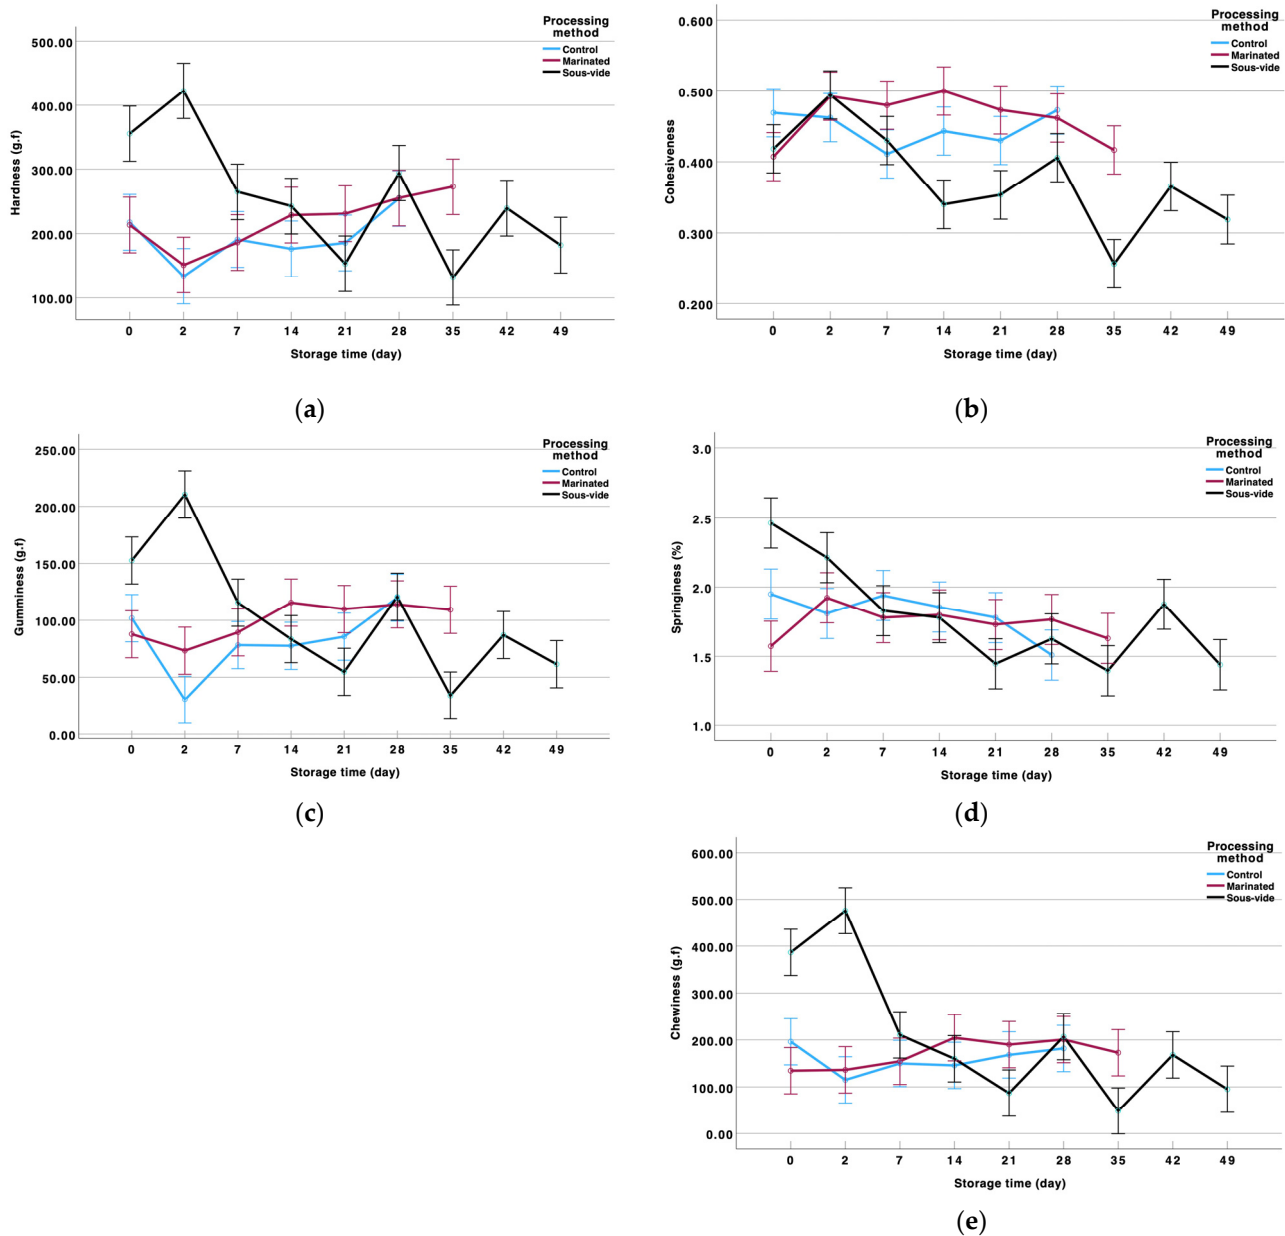 Processing
method
Control
Marinated
Sous-vide
500.00
400.00
300.00
200.00
100.00
Hardness (g.f)
0 2 7 14 21 28 35 42 49
Storage time (day)
(a)
Processing
method
Control
Marinated
Sous-vide
0.600
0.500
0.400
0.300
0.200
Cohesiveness
0 2 7 14 21 28 35 42 49
Storage time (day)
(b)
Processing
method
Control
Marinated
Sous-vide
250.00
200.00
150.00
100.00
50.00
0.00
Gumminess (g.f)
0 2 7 14 21 28 35 42 49
Storage time (day)
(c)
Processing
method
Control
Marinated
Sous-vide
3.0
2.5
2.0
1.5
1.0
Springiness (%)
0 2 7 14 21 28 35 42 49
Storage time (day)
(d)
Processing
method
Control
Marinated
Sous-vide
600.00
500.00
400.00
300.00
200.00
100.00
0.00
Chewiness (g.f)
0 2 7 14 21 28 35 42 49
Storage time (day)
(e)